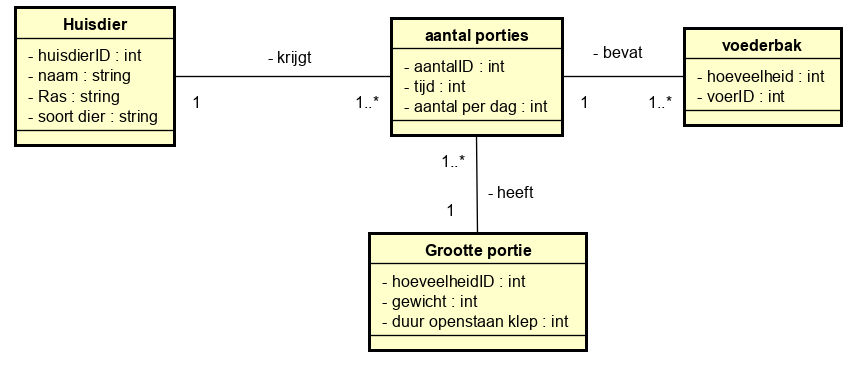 Huisdier
- huisdierID : int
- naam : string
- Ras : string
- soort dier : string
- krijgt
1
1..*
aantal porties
- aantalID : int
- tijd : int
- aantal per dag : int
- bevat
1
1..*
voederbak
- hoeveelheid : int
- voerID : int
1..*
- heeft
1
Grootte portie
- hoeveelheidID : int
- gewicht : int
- duur openstaan klep : int